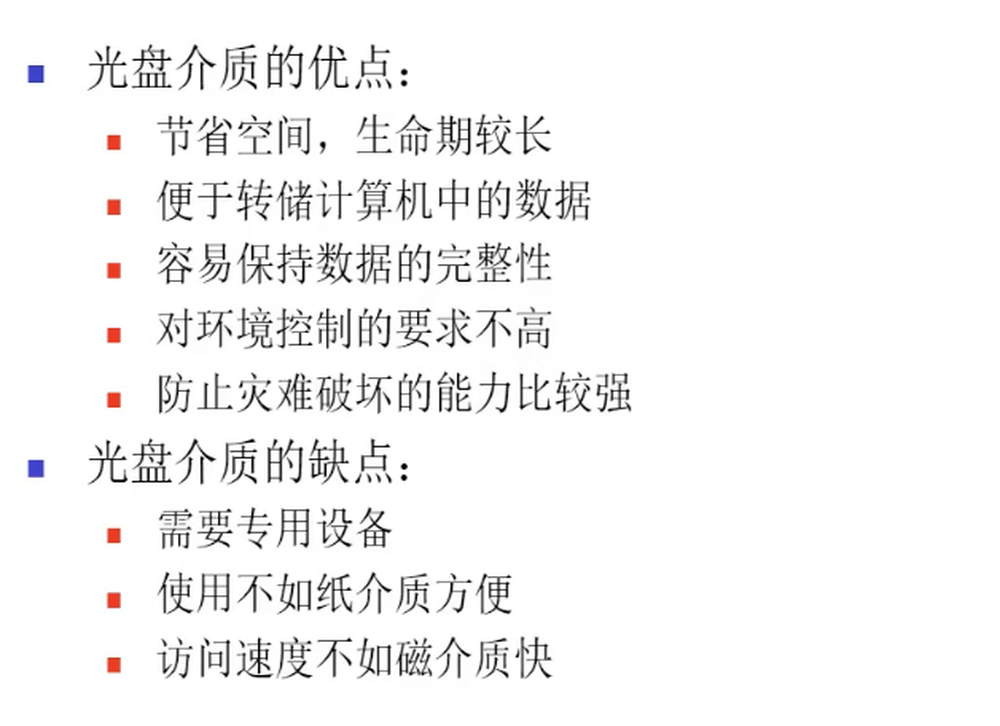 光盘介质的优点：
节省空间，生命期较长
便于转储计算机中的数据
容易保持数据的完整性
对环境控制的要求不高
防止灾难破坏的能力比较强
光盘介质的缺点：
需要专用设备
使用不如纸介质方便
访问速度不如磁介质快